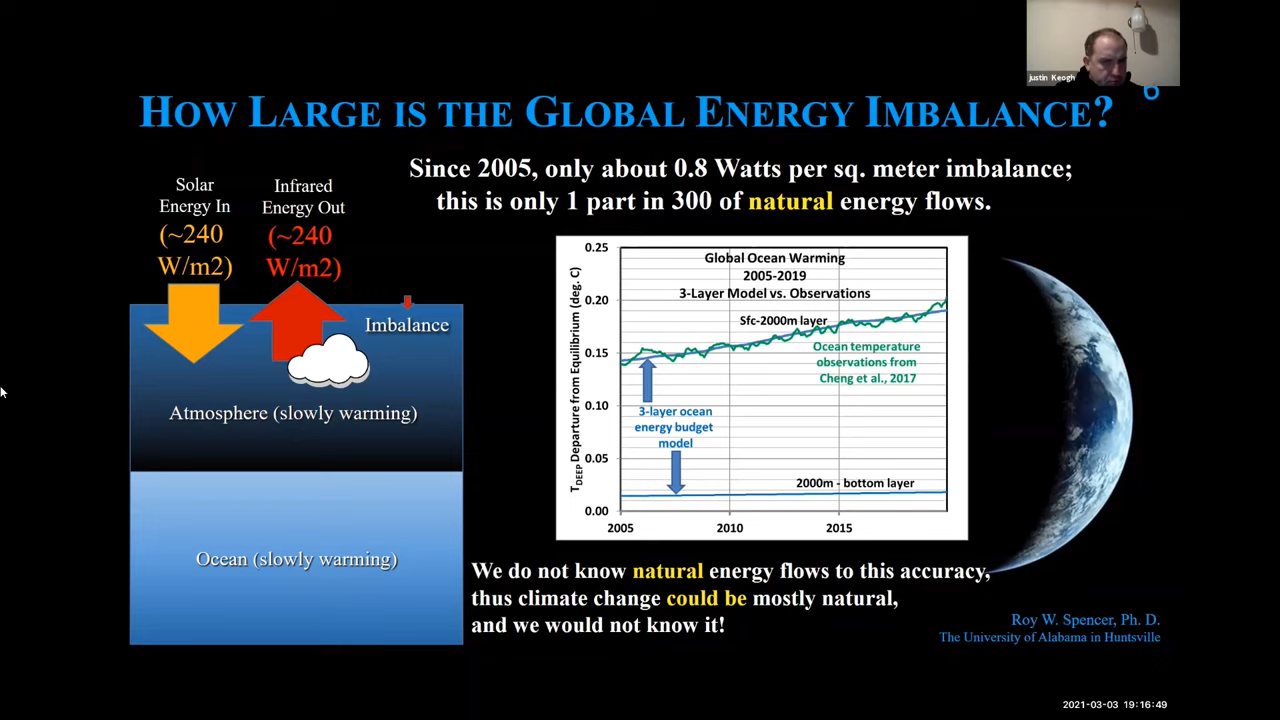 justin Keogh
6
HOW LARGE IS THE GLOBAL ENERGY IMBALANCE?
Since 2005, only about 0.8 Watts per sq. meter imbalance;
this is only 1 part in 300 of natural energy flows.
Solar
Energy In
(~240
W/m2)
Infrared
Energy Out
(~240
W/m2)
Imbalance
Atmosphere (slowly warming)
Ocean (slowly warming)
Global Ocean Warming
2005-2019
3-Layer Model vs. Observations
Sfc-2000m layer
Ocean temperature
observations from
Cheng et al., 2017
3-layer ocean
energy budget
model
2000m - bottom layer
TDEEP Departure from Equilibrium (deg. C)
0.25
0.20
0.15
0.10
0.05
0.00
2005
2010
2015
We do not know natural energy flows to this accuracy,
thus climate change could be mostly natural,
and we would not know it!
Roy W. Spencer, Ph. D.
The University of Alabama in Huntsville
2021-03-03 19:16:49